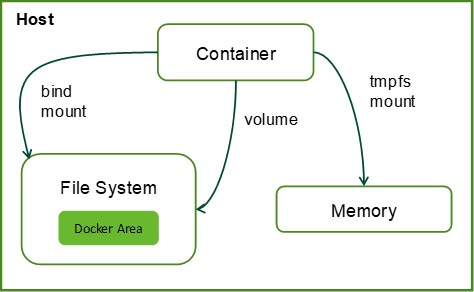 Host
Container
bind
mount
volume
tmpfs
mount
File System
Docker Area
Memory